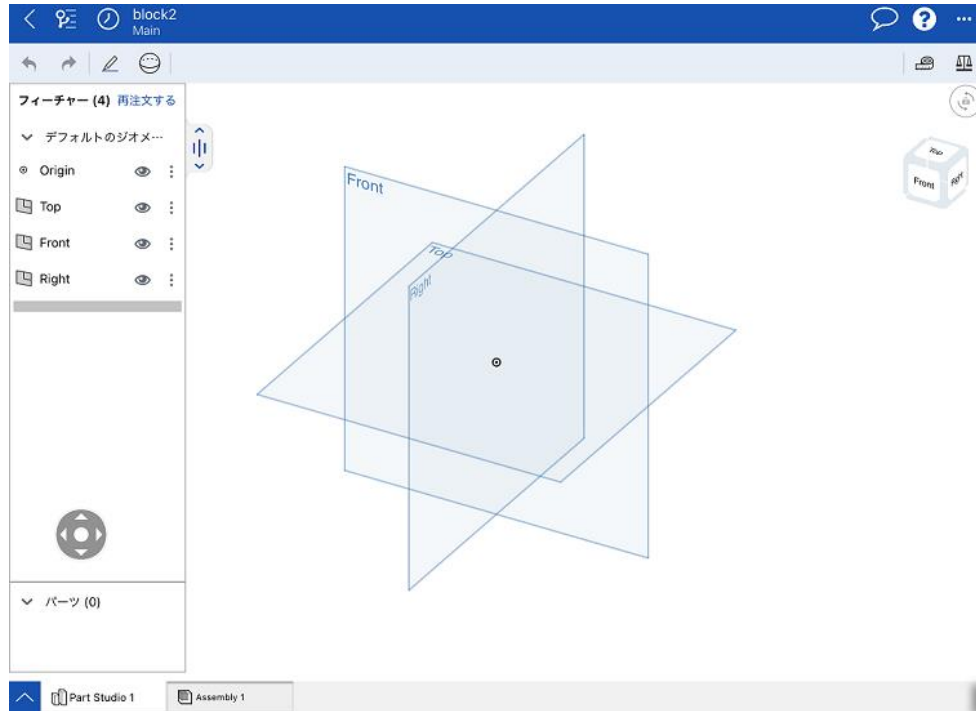 block2
Main
フィーチャー (4) 再注文する
デフォルトのジオメ…
Origin
Top
Front
Right
パーツ (0)
Front
Top
Right
Top
Front
Right
Part Studio 1
Assembly 1